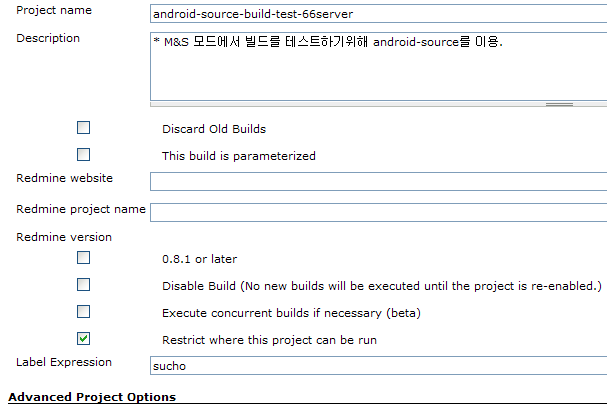 Project name
android-source-build-test-66server
Description
* M&S 모드에서 빌드를 테스트하기위해 android-source를 이용.
Discard Old Builds
This build is parameterized
Redmine website
Redmine project name
Redmine version
0.8.1 or later
Disable Build (No new builds will be executed until the project is re-enabled.)
Execute concurrent builds if necessary (beta)
Restrict where this project can be run
Label Expression
sucho
Advanced Project Options